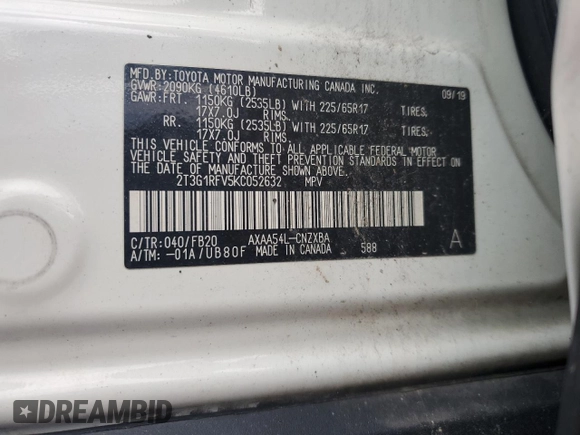 MFD. BY: TOYOTA MOTOR MANUFACTURING CANADA INC.
GVWR: 2090KG (4610LB) 09/19
GAWR: FRT. 1150KG (2535LB) WITH 225/65R17 TIRES,
17X7.0J RIMS,
RR. 1150KG (2535LB) WITH 225/65R17 TIRES,
17X7.0J RIMS,
THIS VEHICLE CONFORMS TO ALL APPLICABLE FEDERAL MOTOR
VEHICLE SAFETY AND THEFT PREVENTION STANDARDS IN EFFECT ON
THE DATE OF MANUFACTURE SHOWN ABOVE.
2T3G1RFV5KC052632 MPV
C/TR: 040/FB20 AXAA54L-CNZXBA A
A/TM: -01A/UB80F MADE IN CANADA 588
DREAMBID